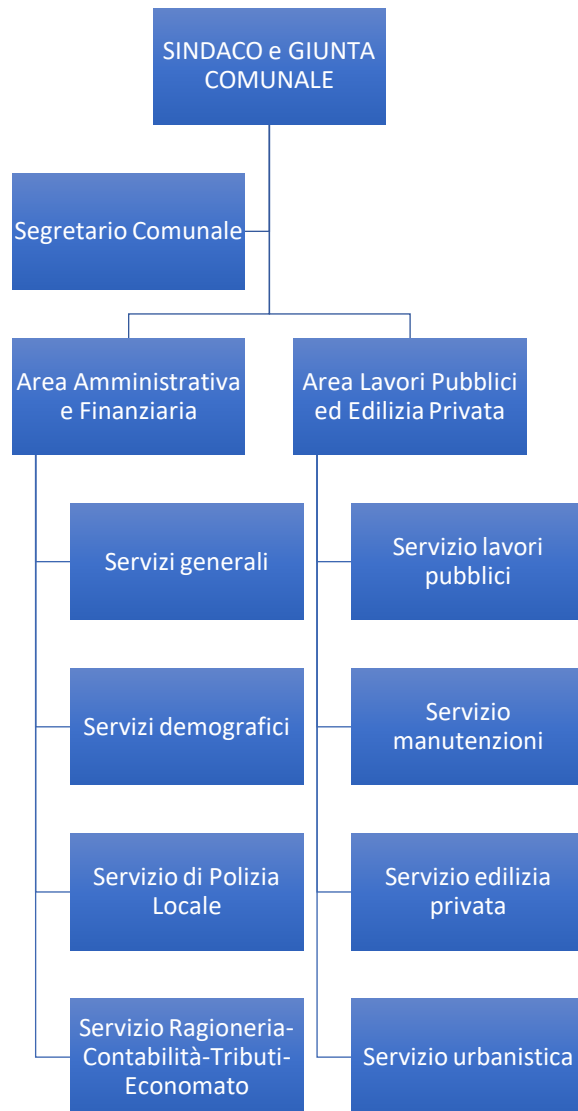 SINDACO e GIUNTA
COMUNALE
Segretario Comunale
Area Amministrativa
e Finanziaria
Area Lavori Pubblici
ed Edilizia Privata
Servizi generali
Servizio lavori
pubblici
Servizi demografici
Servizio
manutenzioni
Servizio di Polizia
Locale
Servizio edilizia
privata
Servizio Ragioneria-
Contabilità-Tributi-
Economato
Servizio urbanistica